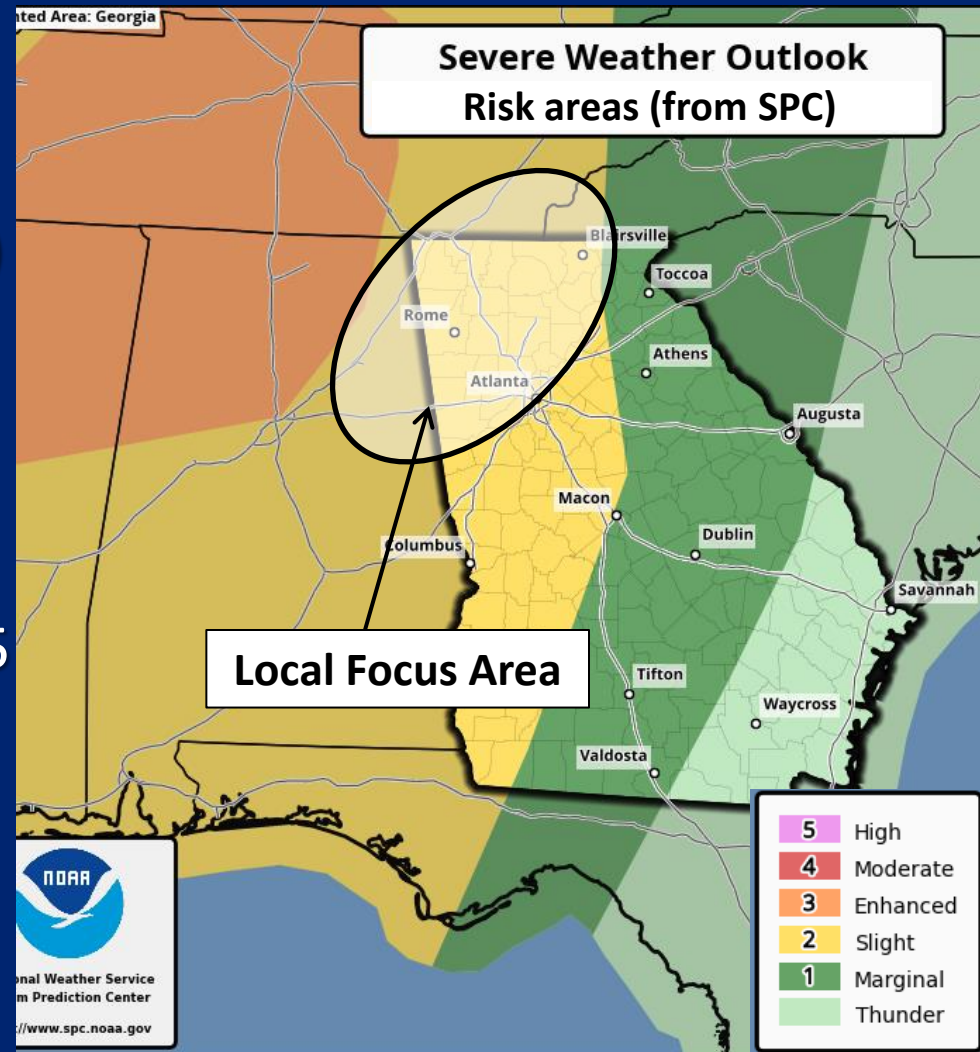 nted Area: Georgia
Severe Weather Outlook
Risk areas (from SPC)
Blairsville
Toccoa
Rome
Athens
Atlanta
Augusta
Macon
Dublin
Columbus
Savannah
5
Local Focus Area
Tifton
Waycross
Valdosta
5 High
4 Moderate
3 Enhanced
2 Slight
1 Marginal
Thunder
NOAA
onal Weather Service
m Prediction Center
://www.spc.noaa.gov